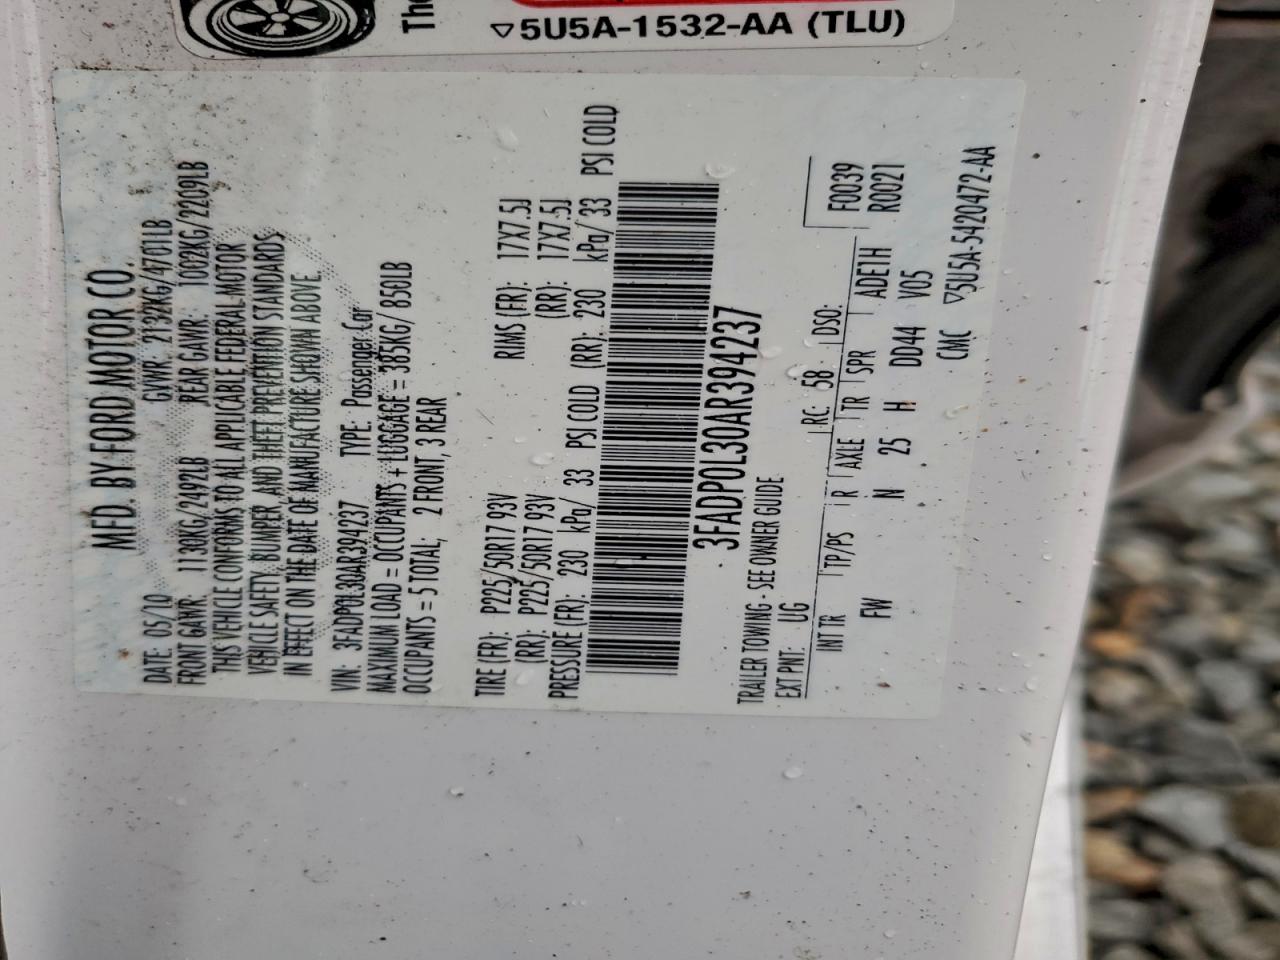 The
▽5U5A-1532-AA (TLU)
MFD. BY FORD MOTOR CO.
DATE: 05/10 GVWR: 2132KG/4701LB
FRONT GAWR: 1130KG/2492LB REAR GAWR: 1002KG/2209LB
THIS VEHICLE CONFORMS TO ALL APPLICABLE FEDERAL MOTOR
VEHICLE SAFETY, BUMPER, AND THEFT PREVENTION STANDARDS
IN EFFECT ON THE DATE OF MANUFACTURE SHOWN ABOVE.
VIN: 3FADP0L30AR394237 TYPE: Passenger Car
MAXIMUM LOAD = OCCUPANTS + LUGGAGE = 385KG/ 850LB
OCCUPANTS = 5 TOTAL; 2 FRONT, 3 REAR
TIRE (FR): P225/50R17 93V RIMS (FR): 17X7.5J
(RR): P225/50R17 93V (RR): 17X7.5J
PRESSURE (FR): 230 kPa/ 33 PSI COLD (RR): 230 kPa/ 33 PSI COLD
3FADP0L30AR394237
TRAILER TOWING - SEE OWNER GUIDE
EXT PNT: UG RC: 58 DSO: F0039
INT TR TP/PS R AXLE TR SPR ADE1H R0021
FW N 25 H DD44 V05
CMC ▽5U5A-5420472-AA